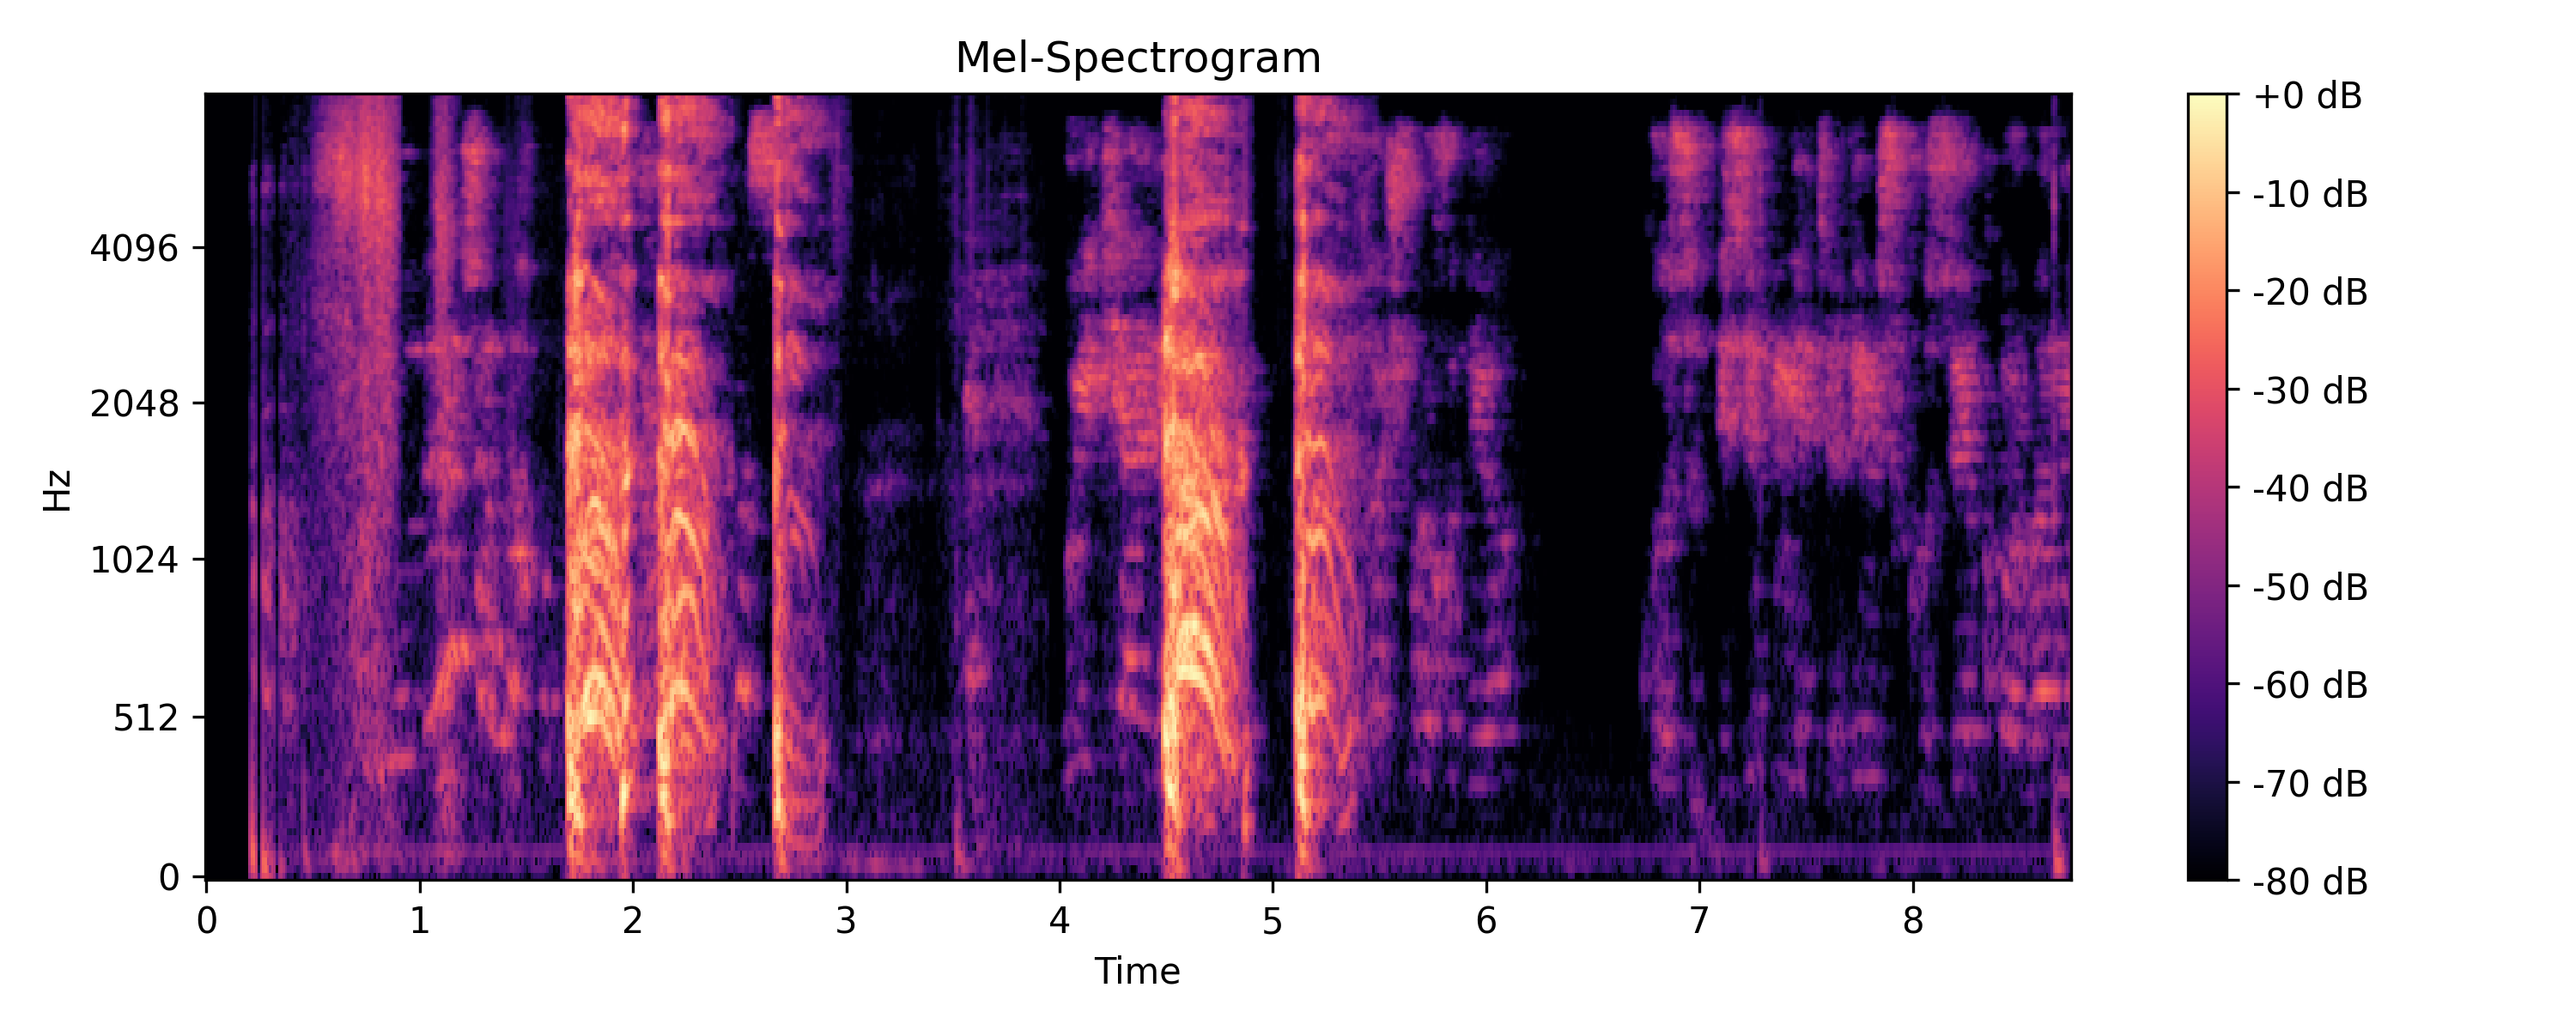 Mel-Spectrogram
+0 dB
-10 dB
-20 dB
-30 dB
-40 dB
-50 dB
-60 dB
-70 dB
-80 dB
Hz
4096
2048
1024
512
0
0 1 2 3 4 5 6 7 8
Time